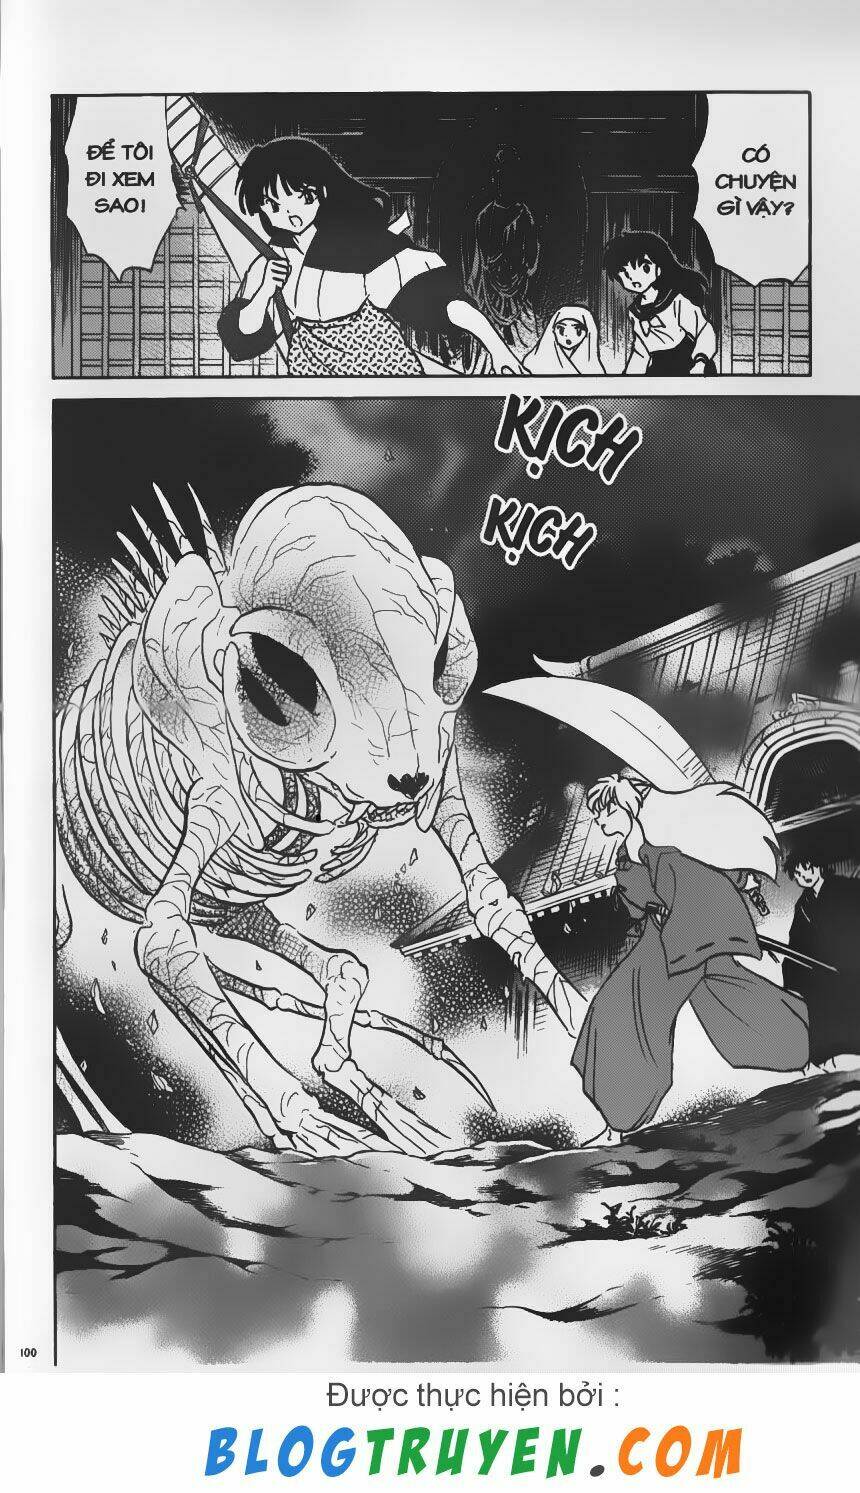 CÓ
CHUYỆN
GÌ VẬY?
ĐỂ TÔI
ĐI XEM
SAO!
KỊCH
KỊCH
100
Được thực hiện bởi :
BLOGTRUYEN.COM